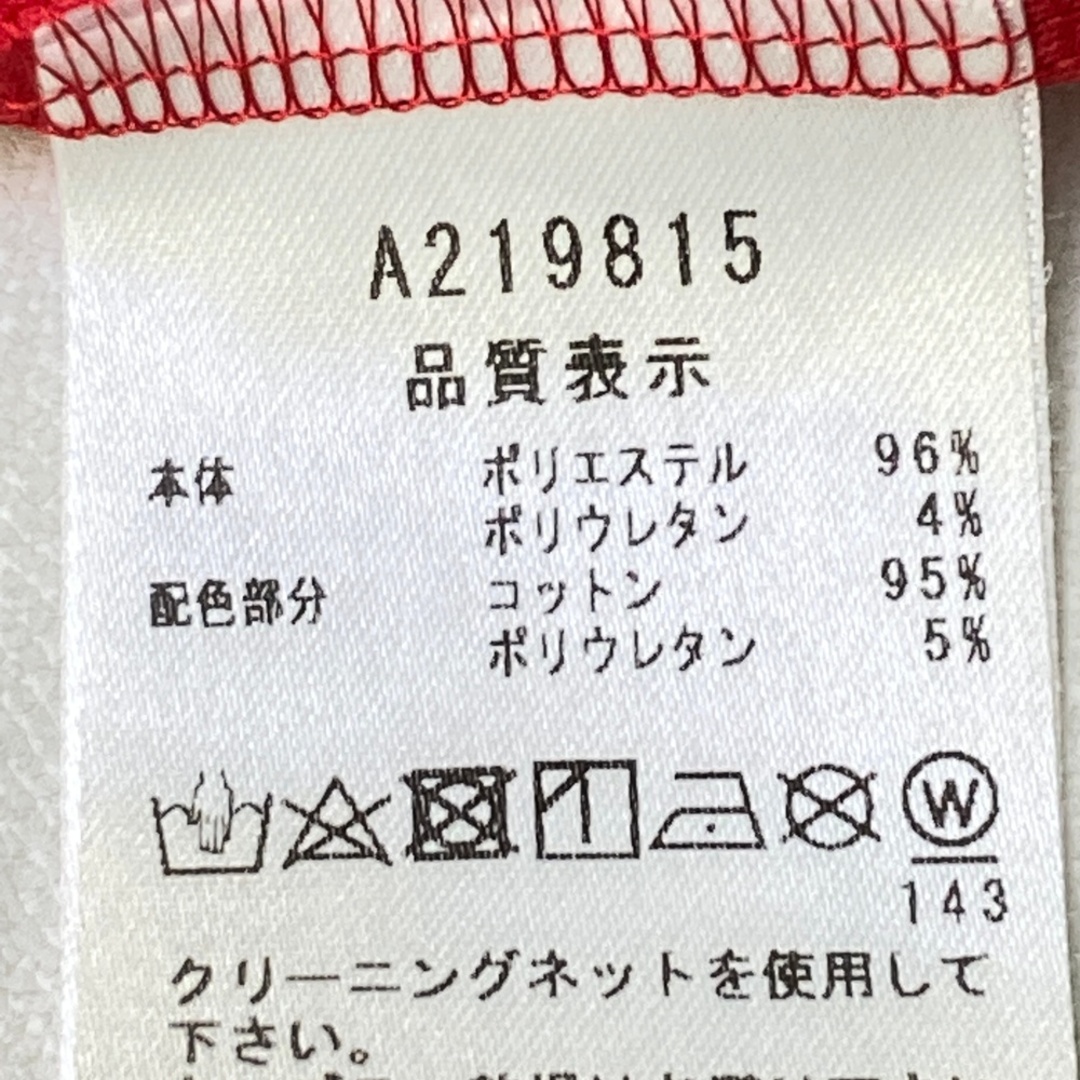 A219815
品質表示
本体 ポリエステル 96%
ポリウレタン 4%
配色部分 コットン 95%
ポリウレタン 5%
W
143
クリーニングネットを使用して
下さい。